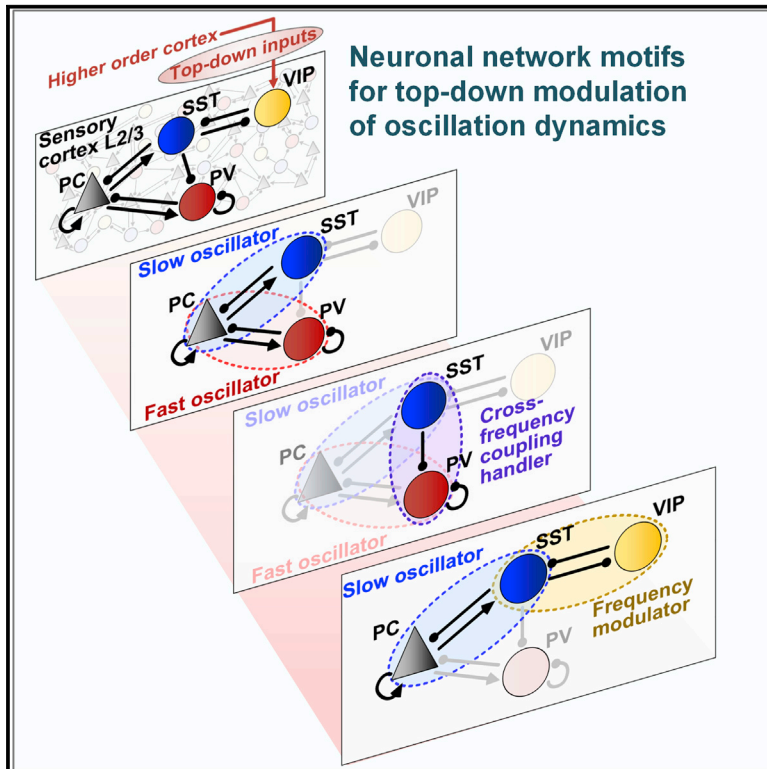 Neuronal network motifs
for top-down modulation
of oscillation dynamics
Higher order cortex
Top-down inputs
VIP
SST
Sensory
cortex L2/3
PC
PV
SST
VIP
Slow oscillator
PC
PV
Fast oscillator
VIP
SST
Slow oscillator
Cross-
frequency
coupling
handler
PC
PV
Fast oscillator
VIP
SST
Slow oscillator
Frequency
modulator
PC
PV